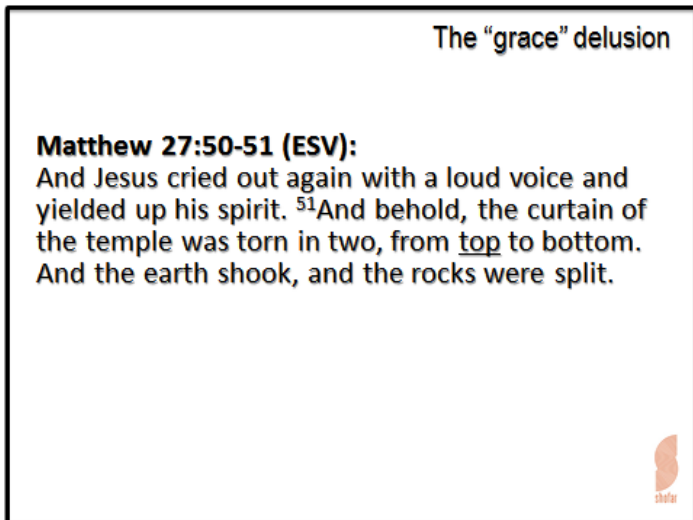 The “grace” delusion
Matthew 27:50-51 (ESV):
And Jesus cried out again with a loud voice and
yielded up his spirit. 51And behold, the curtain of
the temple was torn in two, from top to bottom.
And the earth shook, and the rocks were split.
shofar